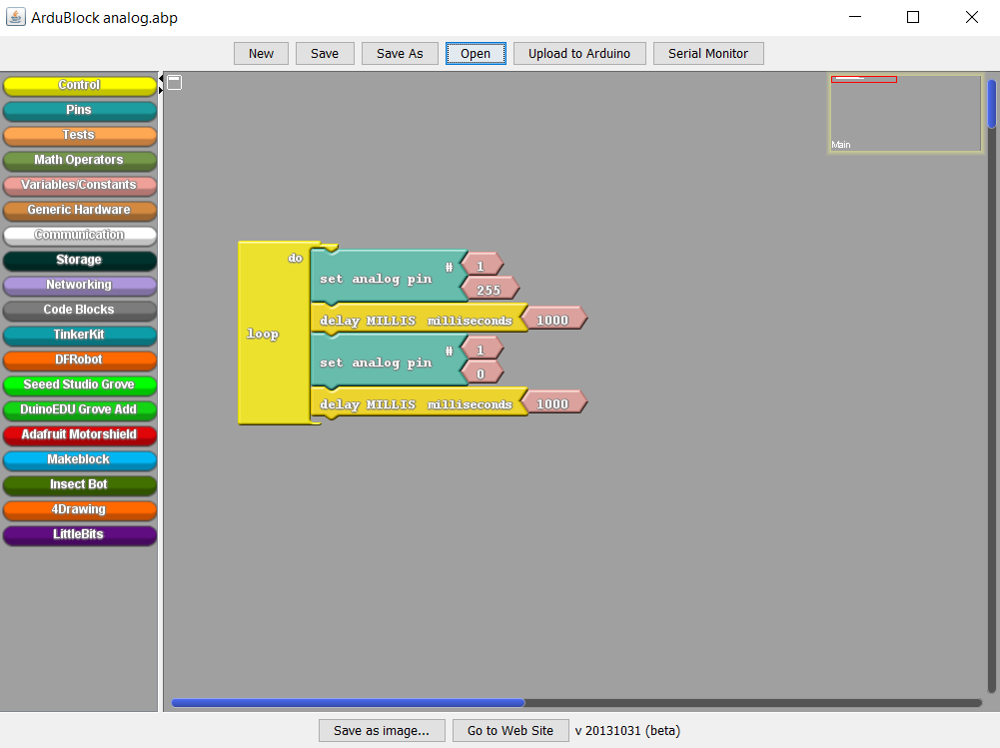 ArduBlock analog.abp
New Save Save As Open Upload to Arduino Serial Monitor
Control
Pins
Tests
Math Operators
Variables/Constants
Generic Hardware
Communication
Storage
Networking
Code Blocks
TinkerKit
DFRobot
Seeed Studio Grove
DuinoEDU Grove Add
Adafruit Motorshield
Makeblock
Insect Bot
4Drawing
LittleBits
Main
loop
do
set analog pin # 1
255
delay MILLIS milliseconds 1000
set analog pin # 1
0
delay MILLIS milliseconds 1000
Save as image... Go to Web Site v 20131031 (beta)